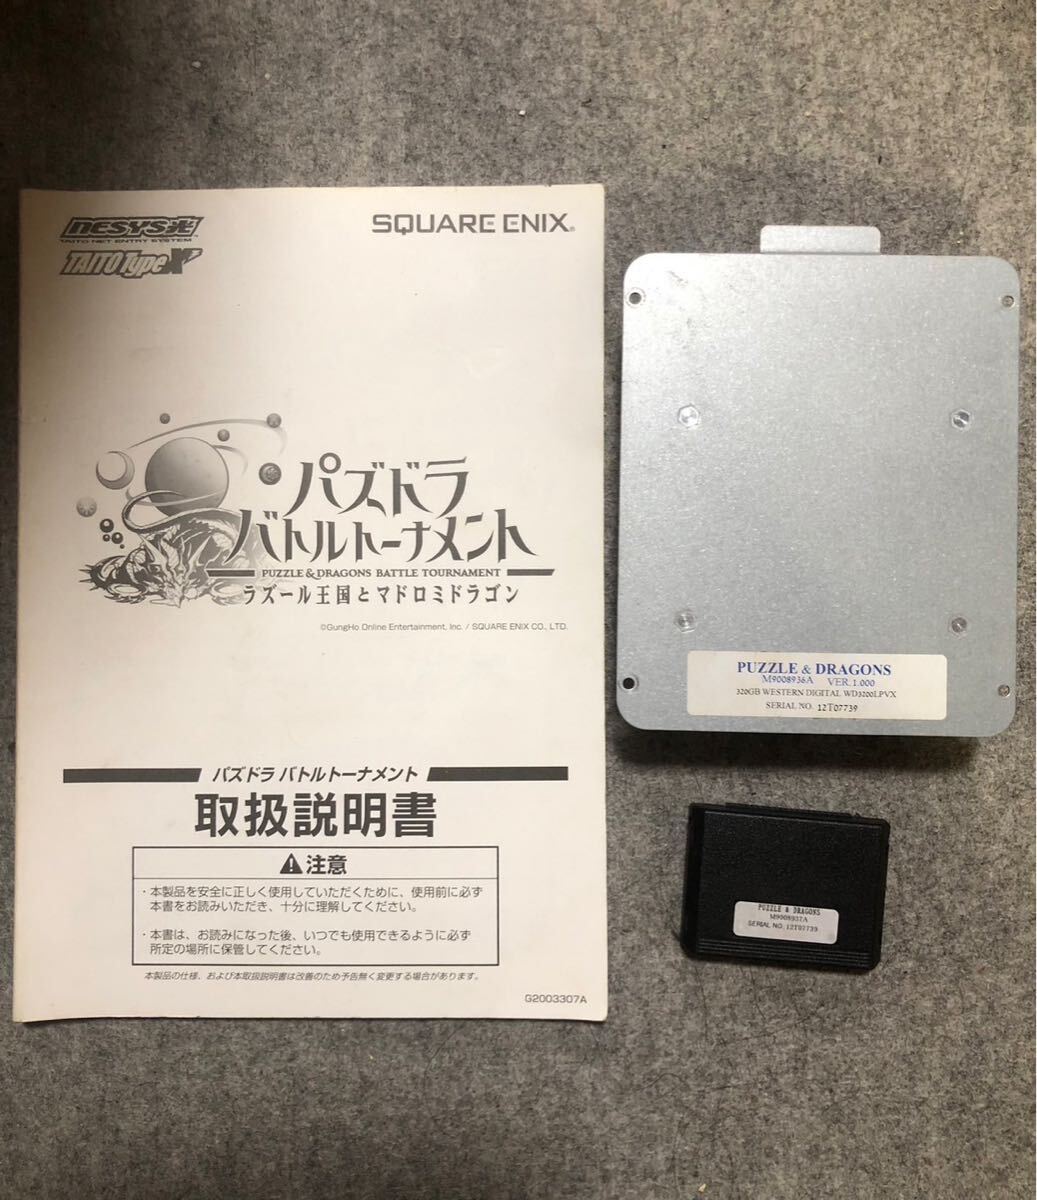 NESYS光
TAITO NET ENTRY SYSTEM
TAITO Type X³
SQUARE ENIX®
パズドラ
バトルトーナメント
PUZZLE & DRAGONS BATTLE TOURNAMENT
ラズール王国とマドロミドラゴン
©GungHo Online Entertainment, Inc. / SQUARE ENIX CO., LTD.
パズドラ バトルトーナメント
取扱説明書
注意
・本製品を安全に正しく使用していただくために、使用前に必ず
本書をお読みいただき、十分に理解してください。
・本書は、お読みになった後、いつでも使用できるように必ず
所定の場所に保管してください。
本製品の仕様、および本取扱説明書は改善のため予告無く変更する場合があります。
G2003307A
PUZZLE & DRAGONS
M9008936A VER.1.000
320GB WESTERN DIGITAL WD3200LPVX
SERIAL NO. 12T07739
PUZZLE & DRAGONS
M9008937A
SERIAL NO. 12T07739